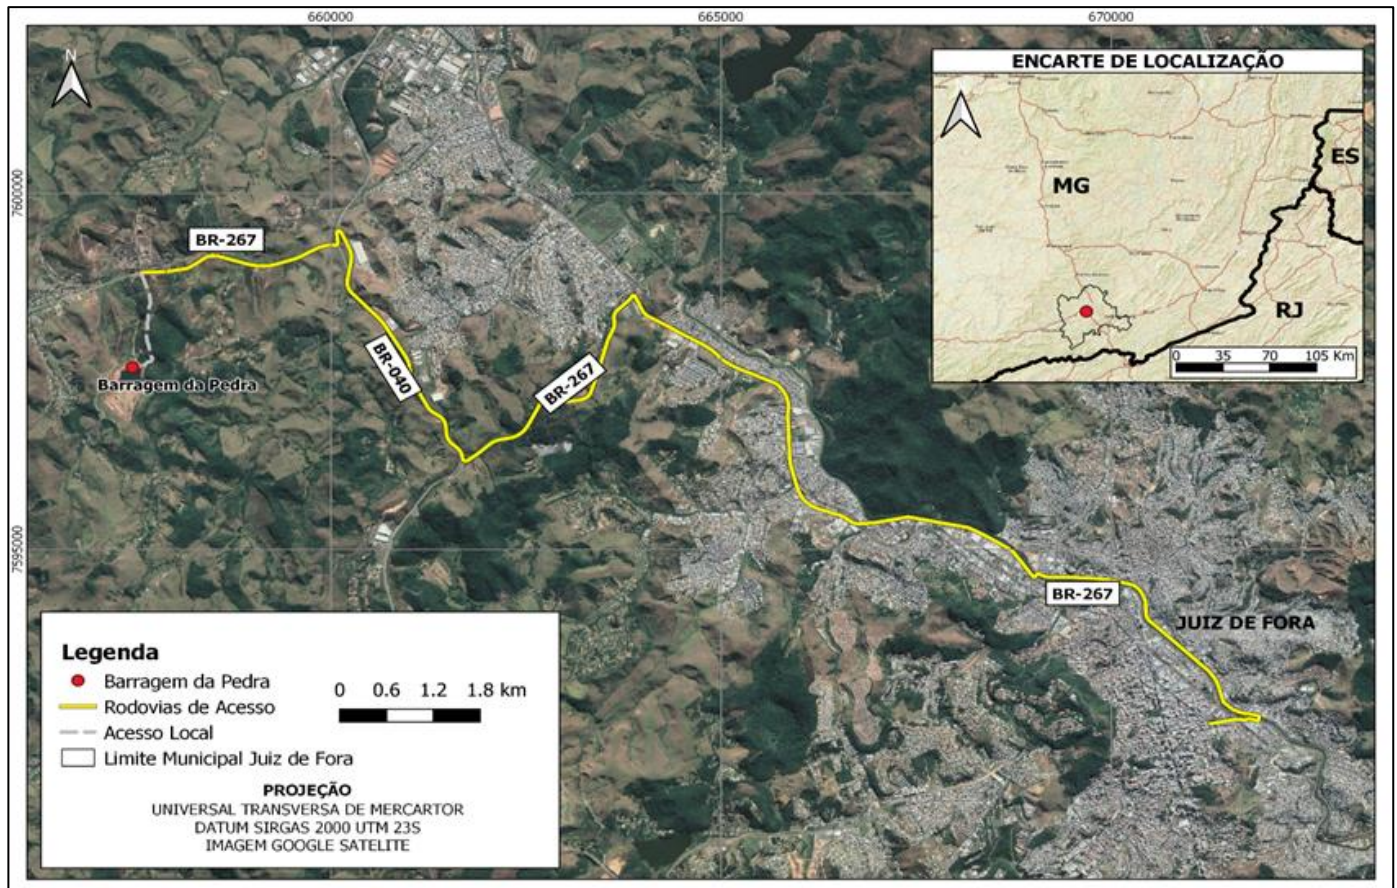 660000
665000
670000
N
ENCARTE DE LOCALIZAÇÃO
MG
ES
RJ
0 35 70 105 Km
7600000
7595000
BR-267
BR-040
BR-267
Barragem da Pedra
BR-267
JUIZ DE FORA
Legenda
Barragem da Pedra
Rodovias de Acesso
Acesso Local
Limite Municipal Juiz de Fora
0 0.6 1.2 1.8 km
PROJEÇÃO
UNIVERSAL TRANSVERSA DE MERCARTOR
DATUM SIRGAS 2000 UTM 23S
IMAGEM GOOGLE SATELITE